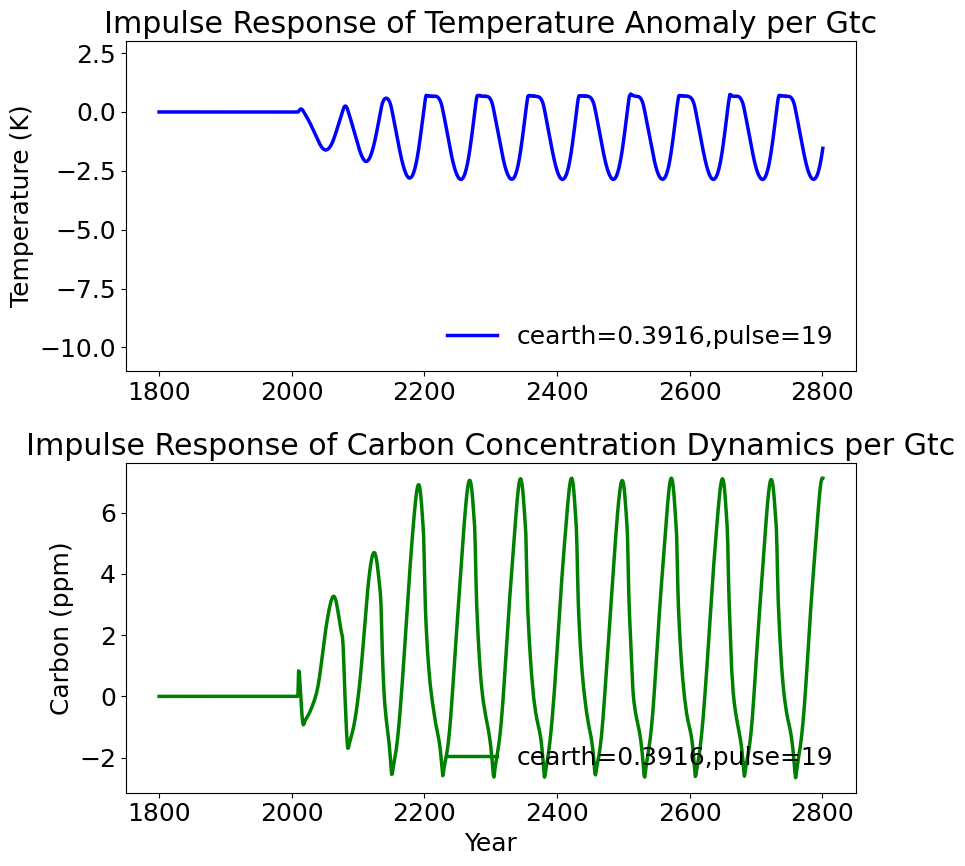 Impulse Response of Temperature Anomaly per Gtc
2.5
0.0
−2.5
−5.0
−7.5
−10.0
Temperature (K)
cearth=0.3916,pulse=19
1800 2000 2200 2400 2600 2800
Impulse Response of Carbon Concentration Dynamics per Gtc
6
4
2
0
−2
Carbon (ppm)
cearth=0.3916,pulse=19
1800 2000 2200 2400 2600 2800
Year